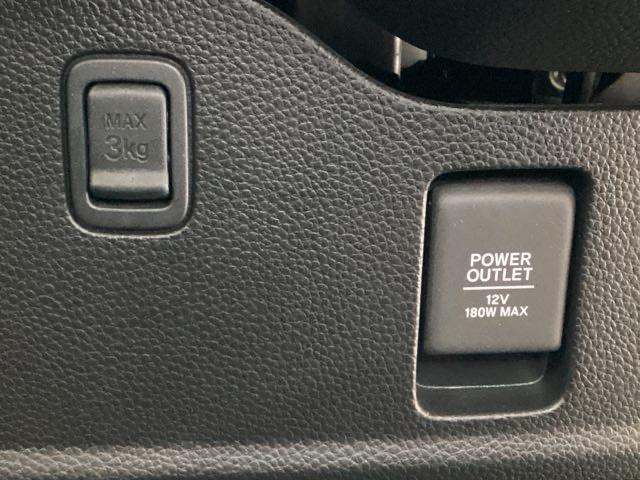 MAX
3kg
POWER
OUTLET
12V
180W MAX